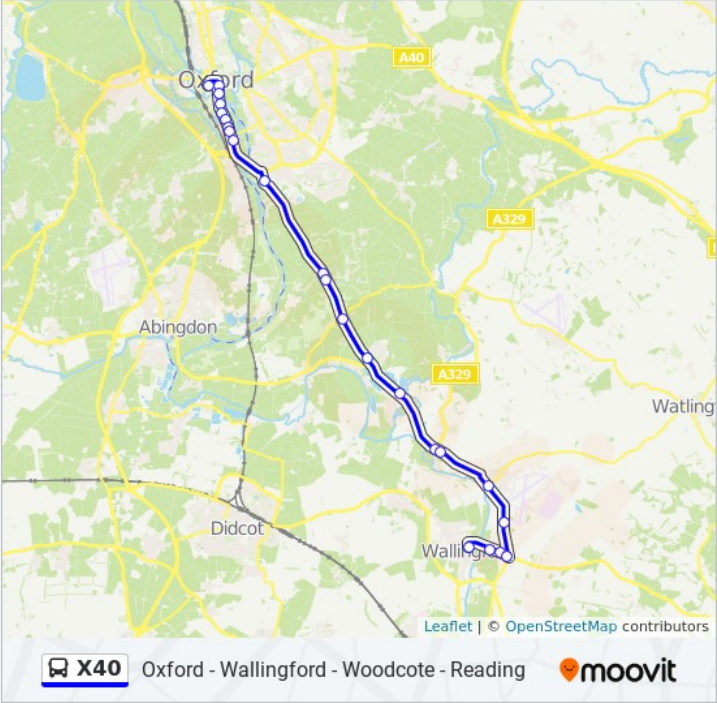 A40
Oxford
A329
Abingdon
A329
Watling
Didcot
Walling
Leaflet | © OpenStreetMap contributors
X40 Oxford - Wallingford - Woodcote - Reading moovit